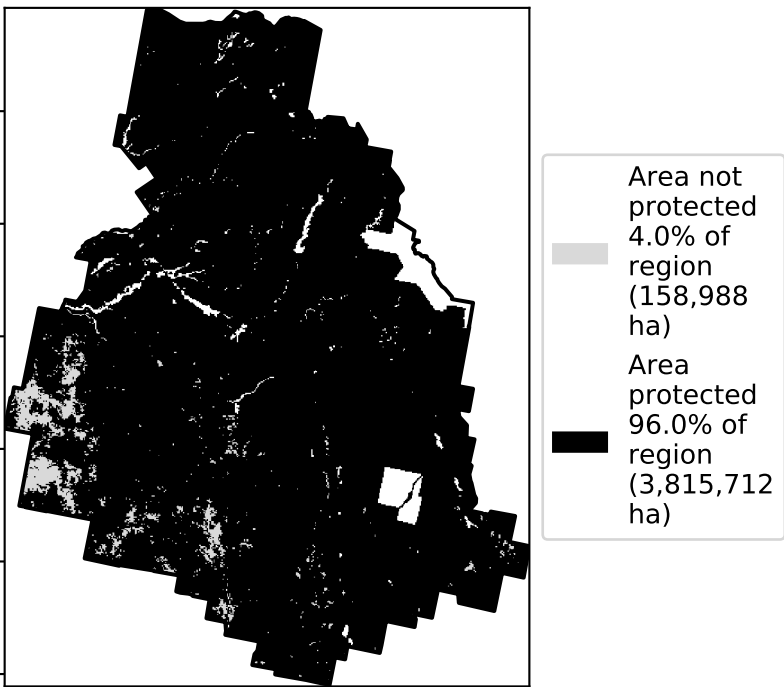 Area not
protected
4.0% of
region
(158,988
ha)
Area
protected
96.0% of
region
(3,815,712
ha)